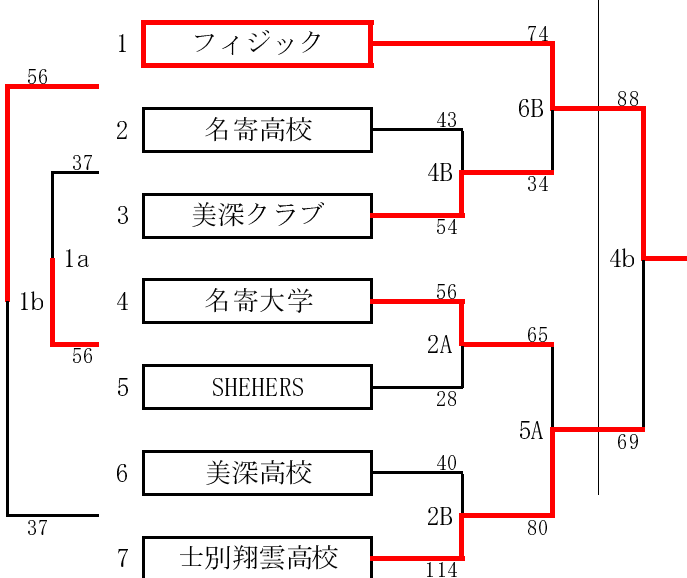 74
1 フィジック
56
88
6B
2 名寄高校 43
37
4B
34
3 美深クラブ 54
1a
4b
4 名寄大学 56
1b
65
2A
56
5 SHEHERS 28
5A
69
6 美深高校 40
2B
37
80
7 士別翔雲高校 114